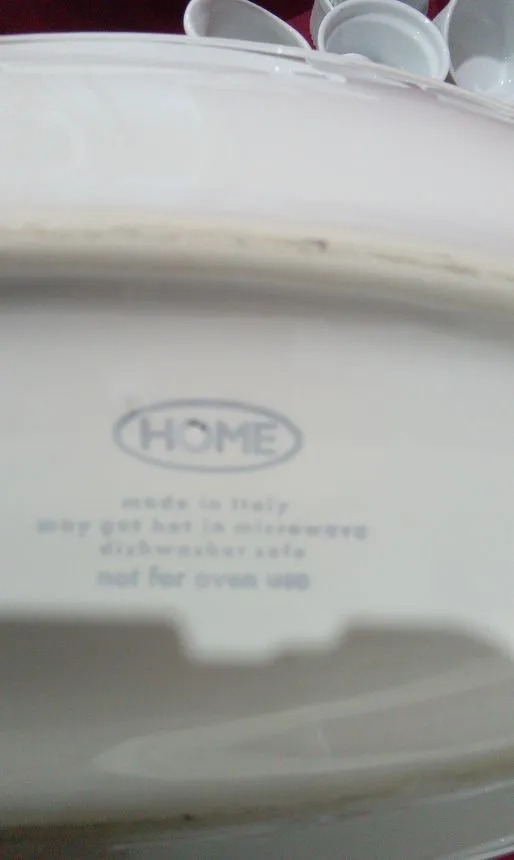 HOME
made in Italy
may get hot in microwave
dishwasher safe
not for oven use